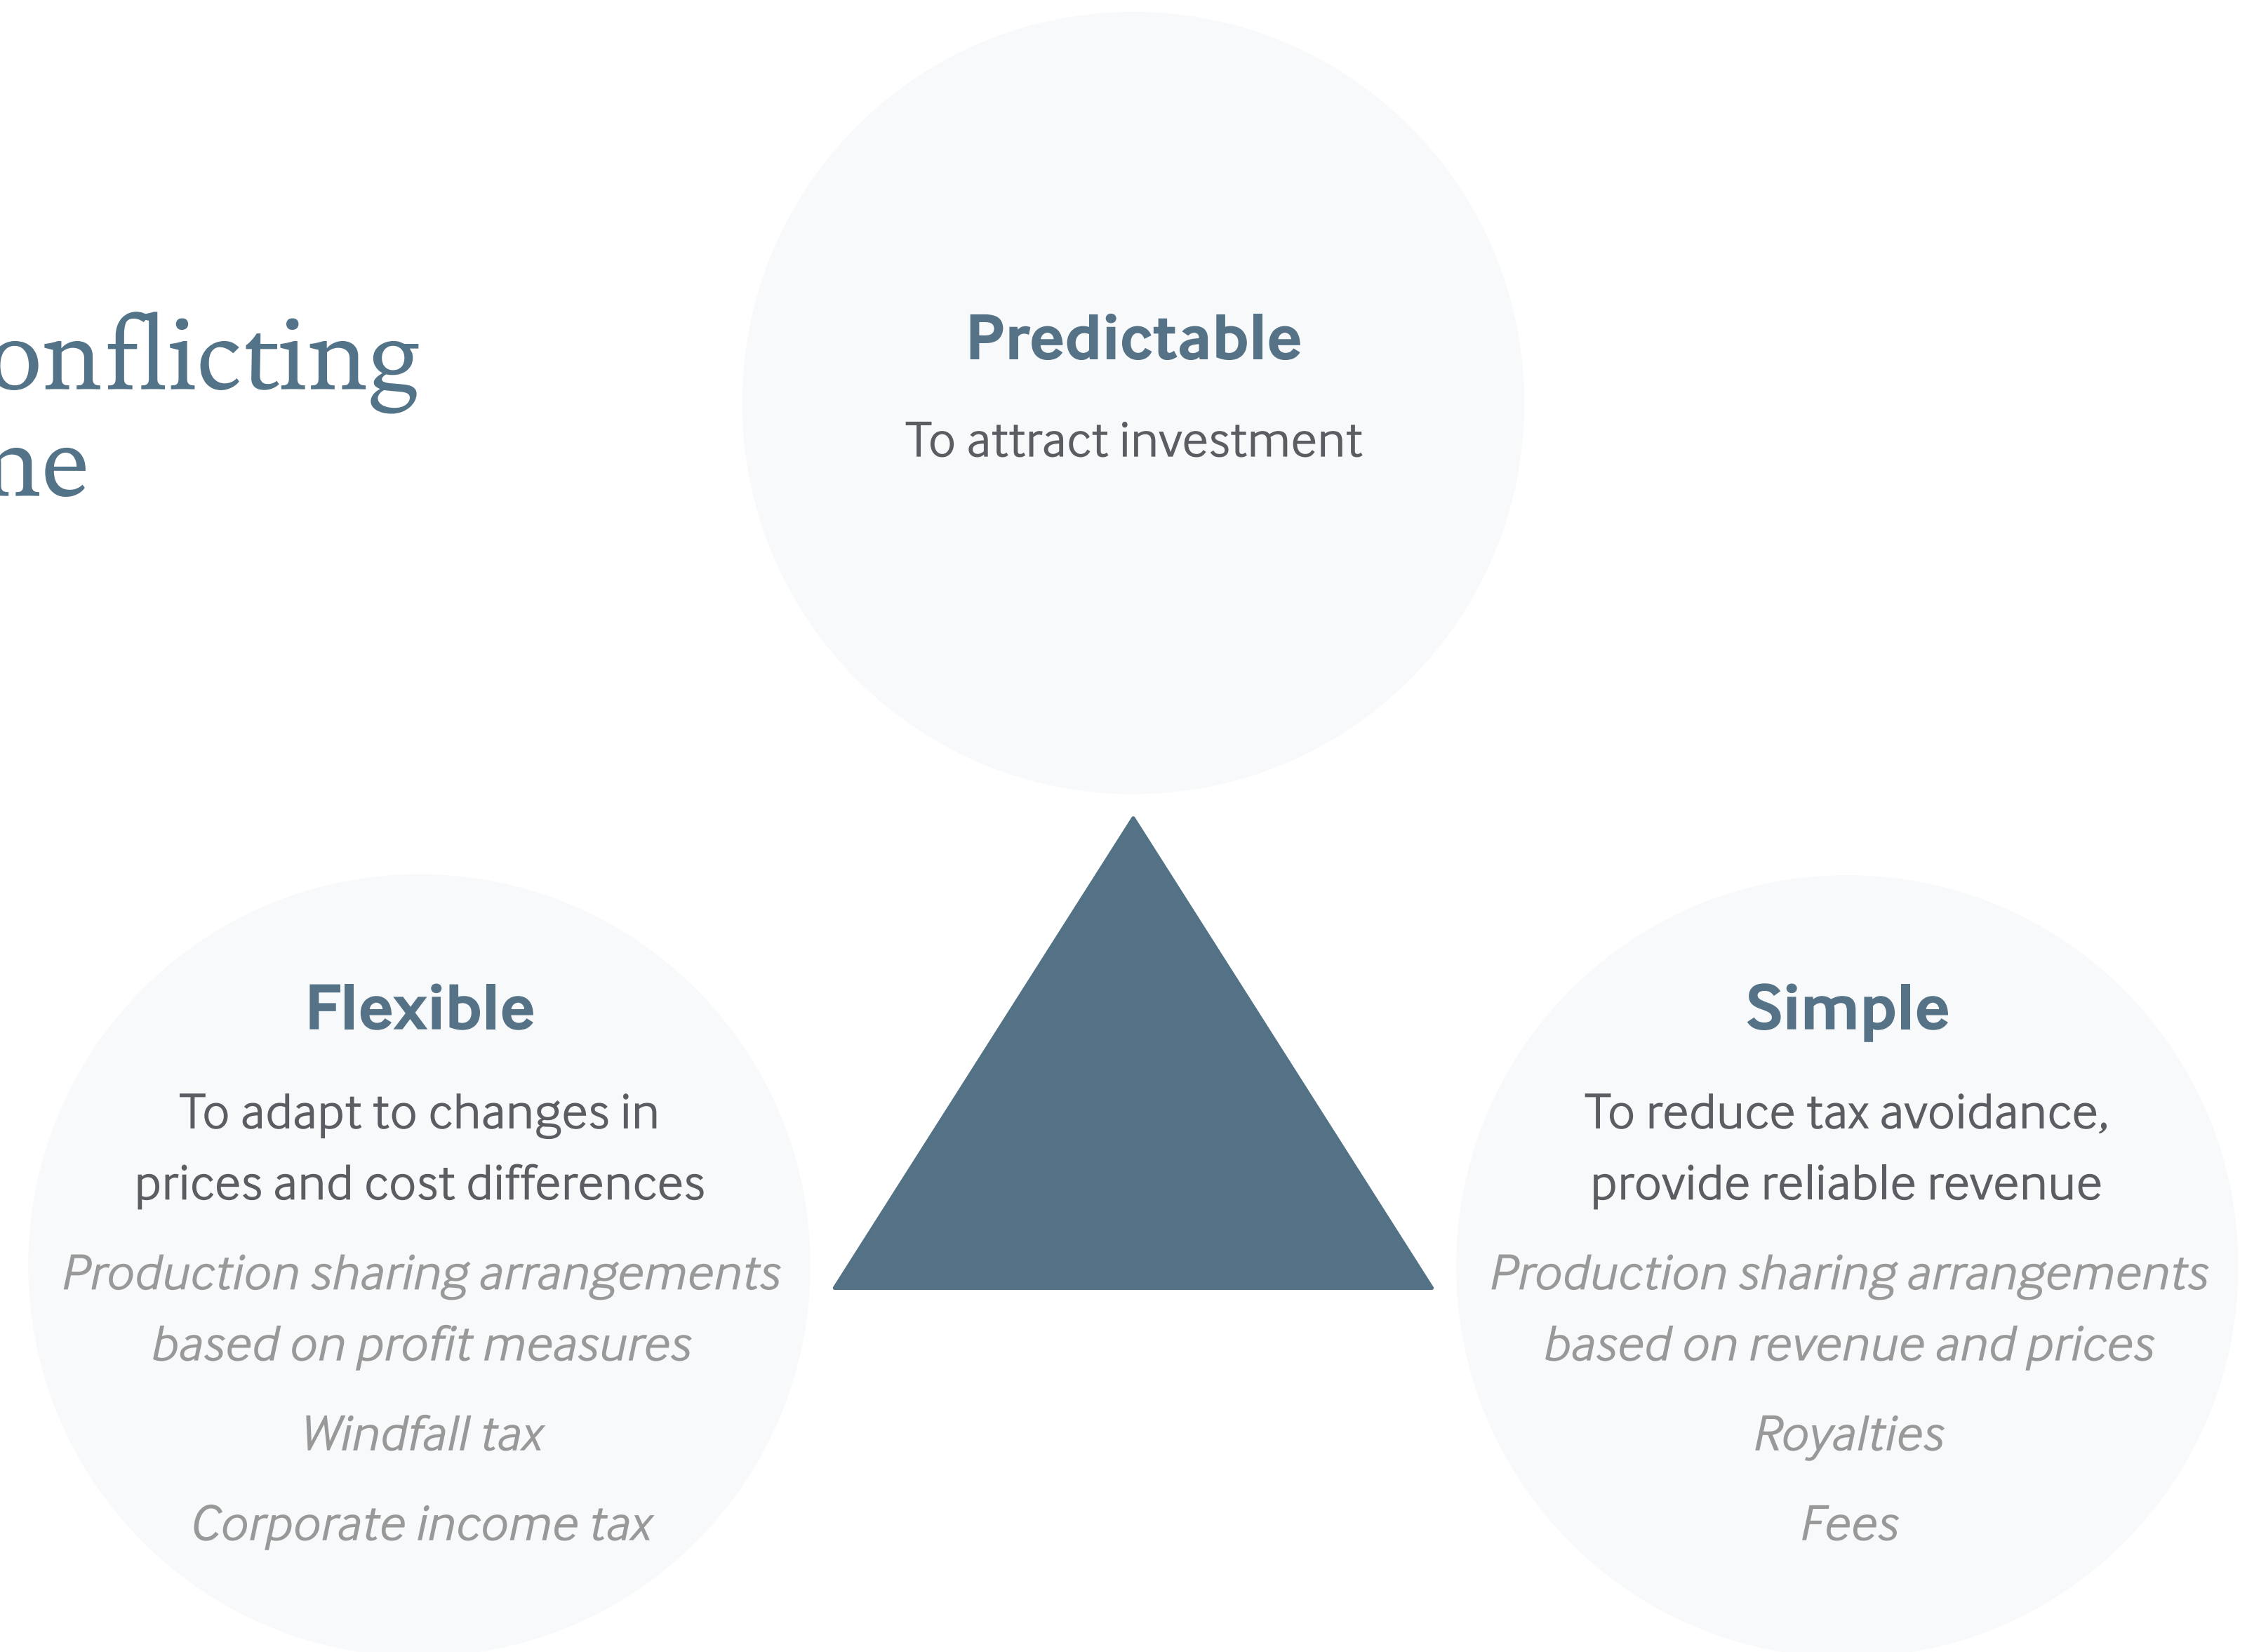 onflicting
ne
Predictable
To attract investment
Flexible
To adapt to changes in
prices and cost differences
Production sharing arrangements
based on profit measures
Windfall tax
Corporate income tax
Simple
To reduce tax avoidance,
provide reliable revenue
Production sharing arrangements
based on revenue and prices
Royalties
Fees